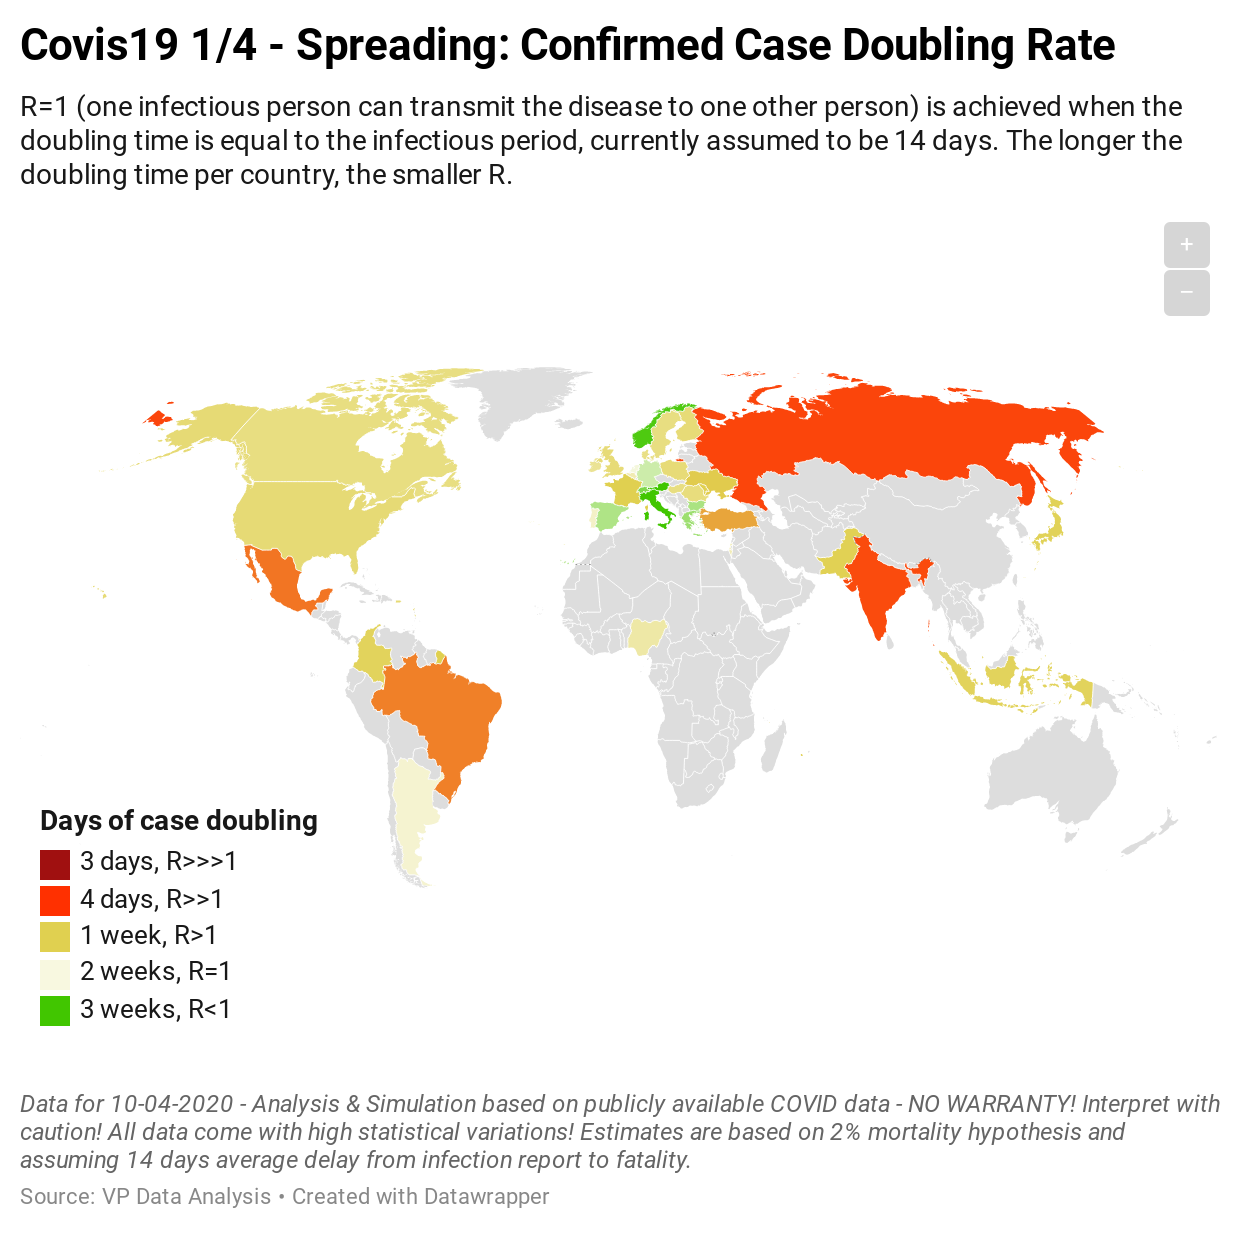 Covis19 1/4 - Spreading: Confirmed Case Doubling Rate
R=1 (one infectious person can transmit the disease to one other person) is achieved when the
doubling time is equal to the infectious period, currently assumed to be 14 days. The longer the
doubling time per country, the smaller R.
+
−
Days of case doubling
3 days, R>>>1
4 days, R>>1
1 week, R>1
2 weeks, R=1
3 weeks, R<1
Data for 10-04-2020 - Analysis & Simulation based on publicly available COVID data - NO WARRANTY! Interpret with
caution! All data come with high statistical variations! Estimates are based on 2% mortality hypothesis and
assuming 14 days average delay from infection report to fatality.
Source: VP Data Analysis • Created with Datawrapper